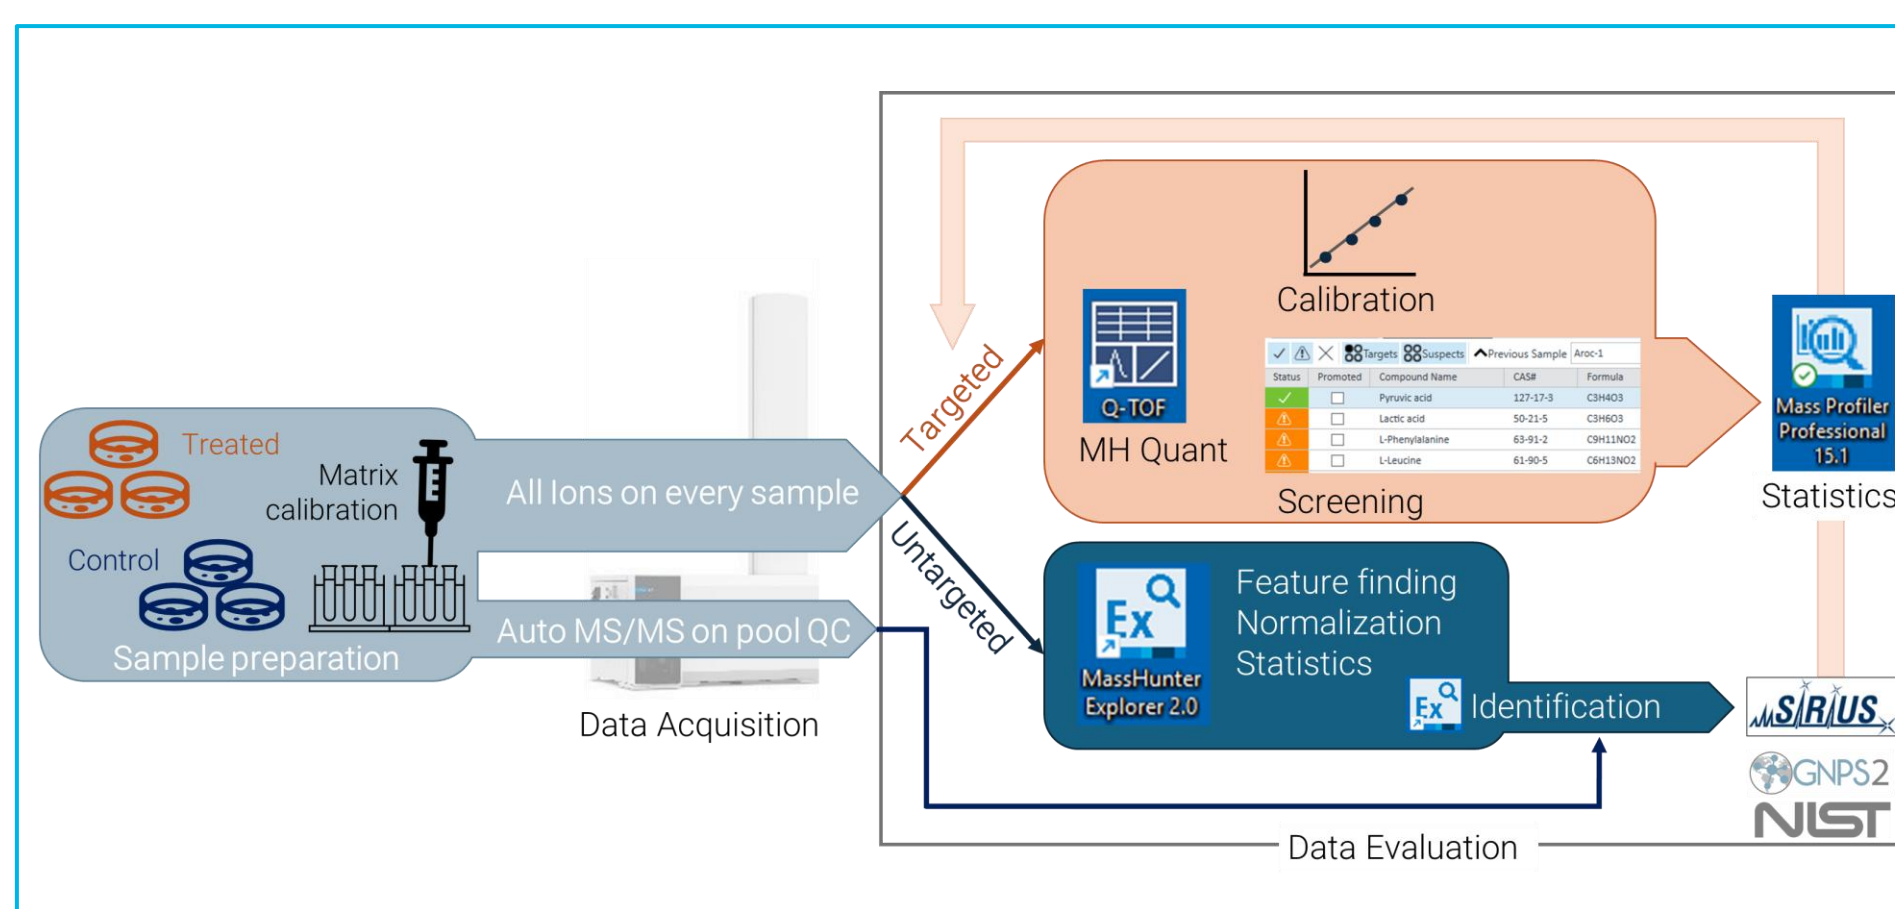 Treated
Matrix
calibration
Control
Sample preparation
All Ions on every sample
Auto MS/MS on pool QC
Data Acquisition
Targeted
Untargeted
Q-TOF
MH Quant
Calibration
Targets Suspects Previous Sample Aroc-1
Status Promoted Compound Name CAS# Formula
Pyruvic acid 127-17-3 C3H4O3
Lactic acid 50-21-5 C3H6O3
L-Phenylalanine 63-91-2 C9H11NO2
L-Leucine 61-90-5 C6H13NO2
Screening
Mass Profiler
Professional
15.1
Statistics
Ex
MassHunter
Explorer 2.0
Feature finding
Normalization
Statistics
Ex
Identification
SIRIUS
GNPS2
NIST
Data Evaluation